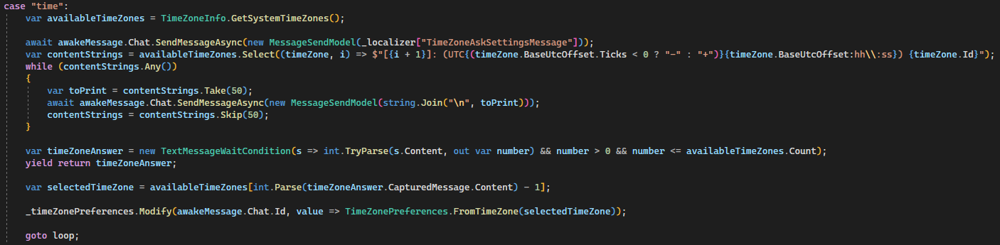 case "time":
var availableTimeZones = TimeZoneInfo.GetSystemTimeZones();
await awakeMessage.Chat.SendMessageAsync(new MessageSendModel(_localizer["TimeZoneAskSettingsMessage"]));
var contentStrings = availableTimeZones.Select((timeZone, i) => $"[{i + 1}]: (UTC{(timeZone.BaseUtcOffset.Ticks < 0 ? "-" : "+")}{timeZone.BaseUtcOffset:hh\\:ss}) {timeZone.Id}");
while (contentStrings.Any())
{
var toPrint = contentStrings.Take(50);
await awakeMessage.Chat.SendMessageAsync(new MessageSendModel(string.Join("\n", toPrint)));
contentStrings = contentStrings.Skip(50);
}
var timeZoneAnswer = new TextMessageWaitCondition(s => int.TryParse(s.Content, out var number) && number > 0 && number <= availableTimeZones.Count);
yield return timeZoneAnswer;
var selectedTimeZone = availableTimeZones[int.Parse(timeZoneAnswer.CapturedMessage.Content) - 1];
_timeZonePreferences.Modify(awakeMessage.Chat.Id, value => TimeZonePreferences.FromTimeZone(selectedTimeZone));
goto loop;